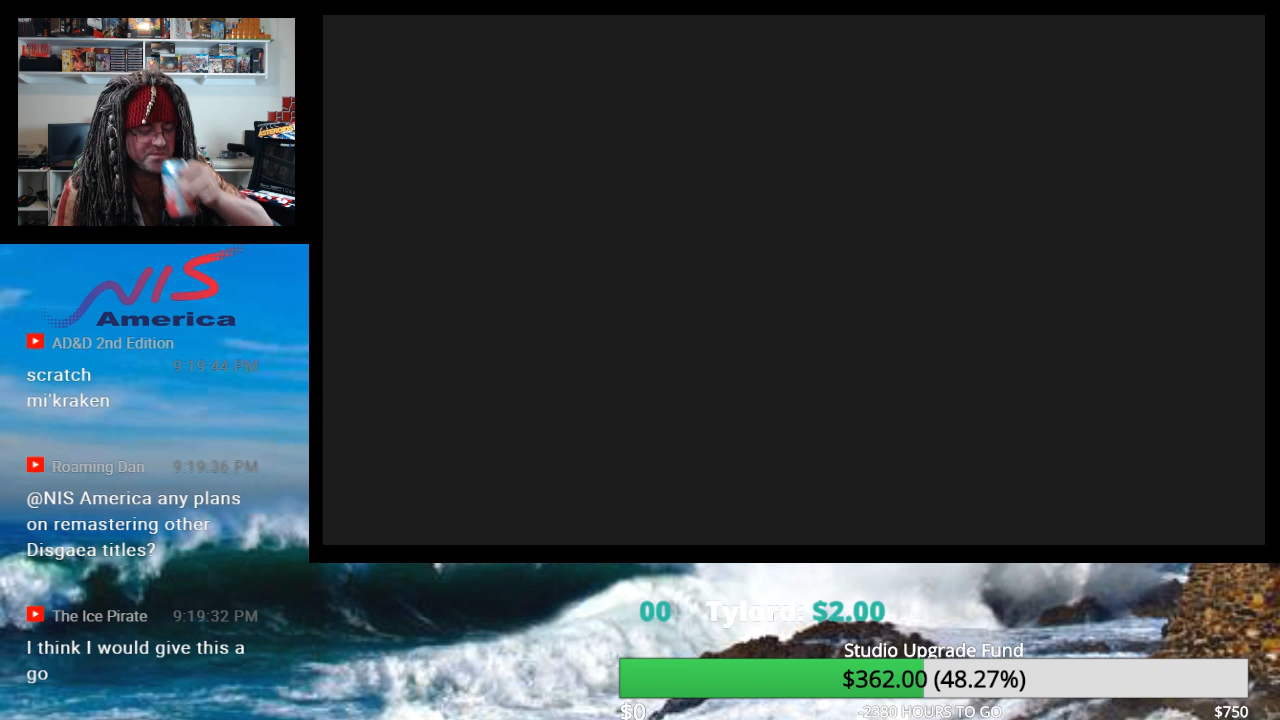 ASTEROIDS
NIS
America
AD&D 2nd Edition
9:19:44 PM
scratch
mi'kraken
Roaming Dan 9:19:36 PM
@NIS America any plans
on remastering other
Disgaea titles?
The Ice Pirate 9:19:32 PM
I think I would give this a
go
00 Tylord: $2.00
Studio Upgrade Fund
$362.00 (48.27%)
$0 -2380 HOURS TO GO $750